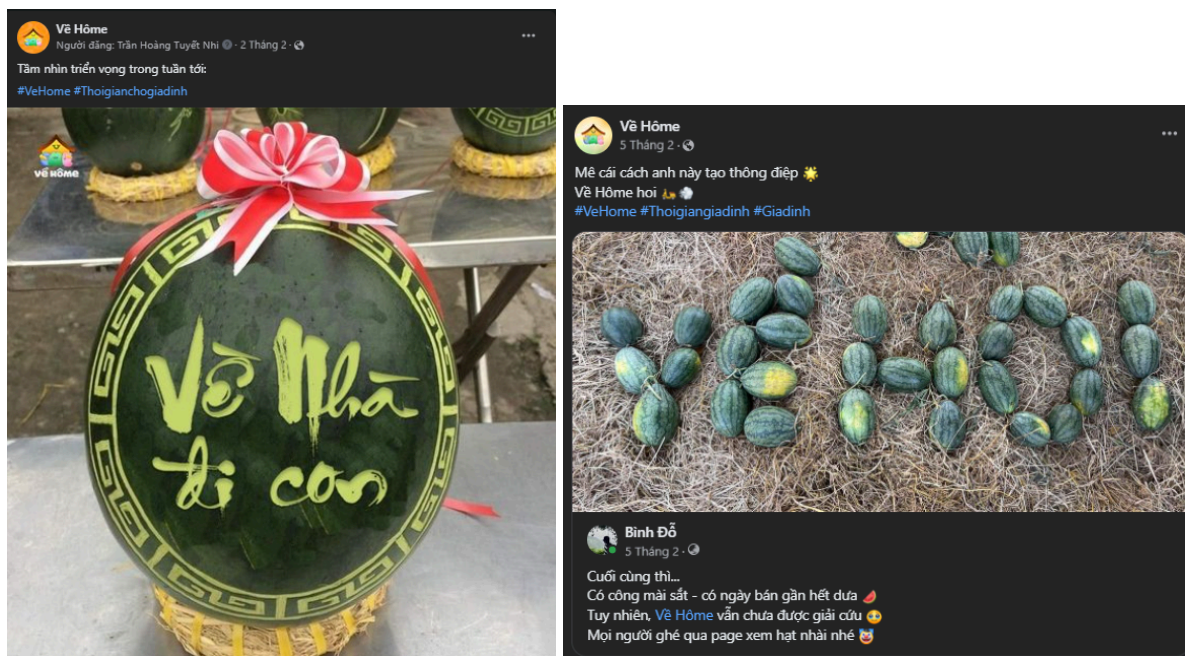 Về Hôme
Người đăng: Trần Hoàng Tuyết Nhi · 2 Tháng 2 ·
Tầm nhìn triển vọng trong tuần tới:
#VeHome #Thoigianchogiadinh
VỀ HÔME
Về Nhà
đi con
Về Hôme
5 Tháng 2 ·
Mê cái cách anh này tạo thông điệp 🌟
Về Hôme hoi 🛵💨
#VeHome #Thoigiangiadinh #Giadinh
VỀ HOI
Bình Đỗ
5 Tháng 2 ·
Cuối cùng thì...
Có công mài sắt - có ngày bán gần hết dưa 🍉
Tuy nhiên, Về Hôme vẫn chưa được giải cứu 🥹
Mọi người ghé qua page xem hạt nhài nhé 🤡